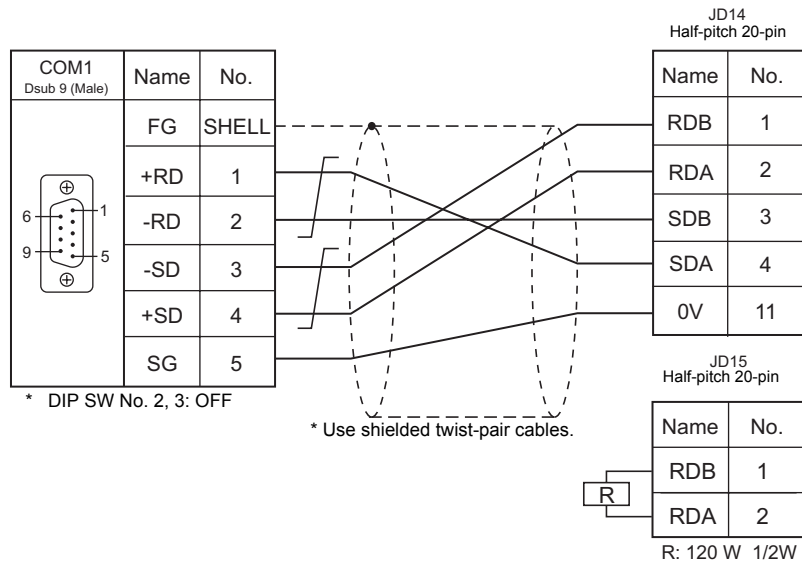 JD14
Half-pitch 20-pin
COM1
Dsub 9 (Male)
Name No.
FG SHELL
+RD 1
-RD 2
-SD 3
+SD 4
SG 5
6 1
9 5
* DIP SW No. 2, 3: OFF
* Use shielded twist-pair cables.
Name No.
RDB 1
RDA 2
SDB 3
SDA 4
0V 11
JD15
Half-pitch 20-pin
Name No.
R
RDB 1
RDA 2
R: 120 W 1/2W